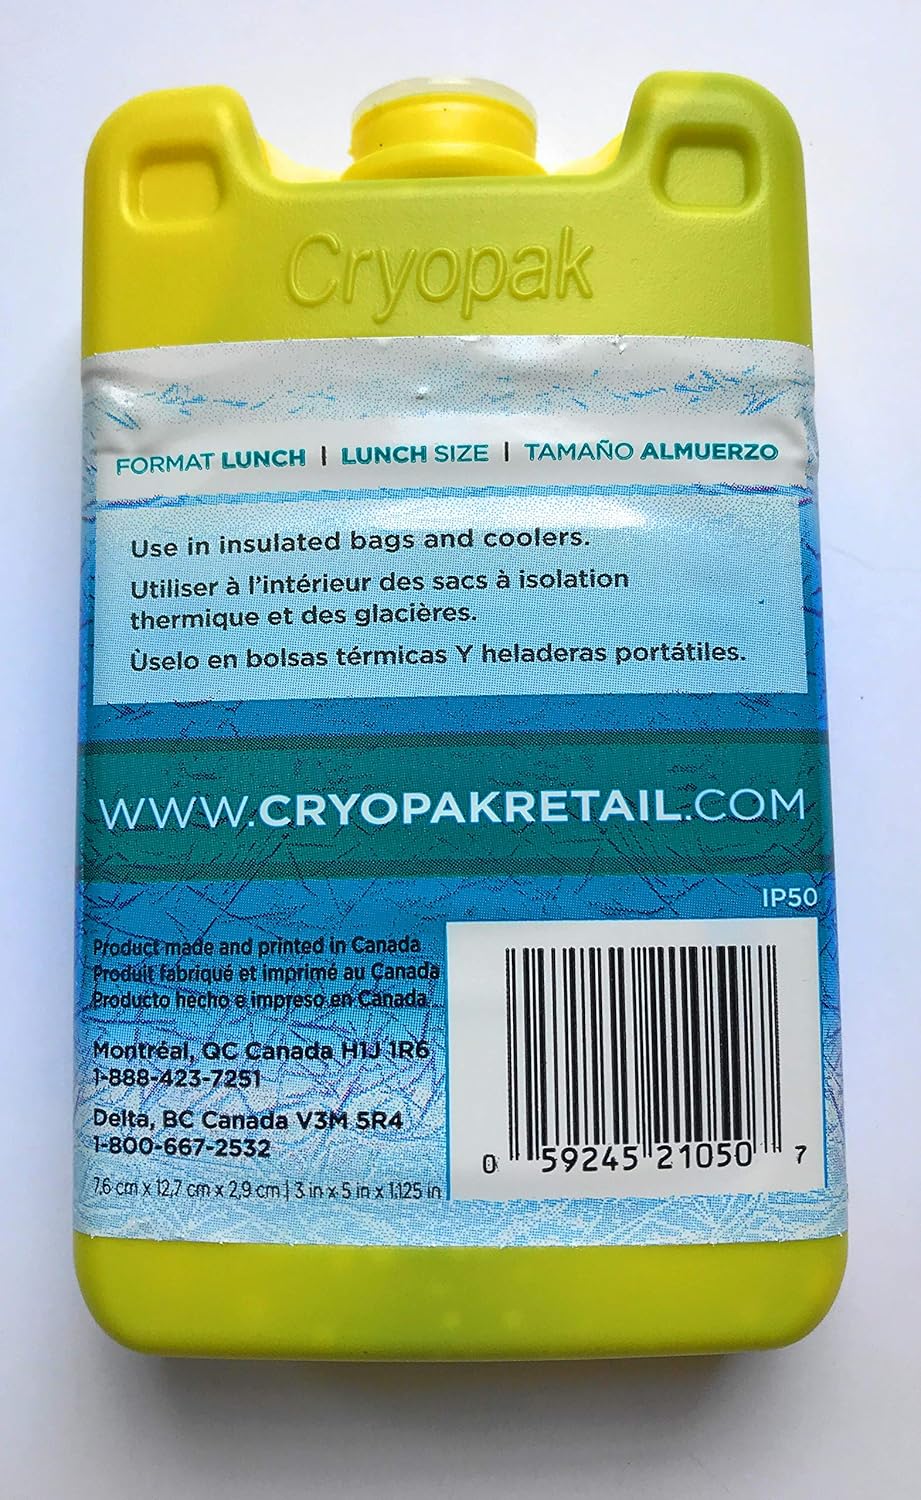 Cryopak
FORMAT LUNCH | LUNCH SIZE | TAMAÑO ALMUERZO
Use in insulated bags and coolers.
Utiliser à l'intérieur des sacs à isolation
thermique et des glacières.
Ùselo en bolsas térmicas Y heladeras portátiles.
WWW.CRYOPAKRETAIL.COM
IP50
Product made and printed in Canada
Produit fabriqué et imprimé au Canada
Producto hecho e impreso en Canada
Montréal, QC Canada H1J 1R6
1-888-423-7251
Delta, BC Canada V3M 5R4
1-800-667-2532
7,6 cm x 12,7 cm x 2,9 cm | 3 in x 5 in x 1.125 in
0 59245 21050 7